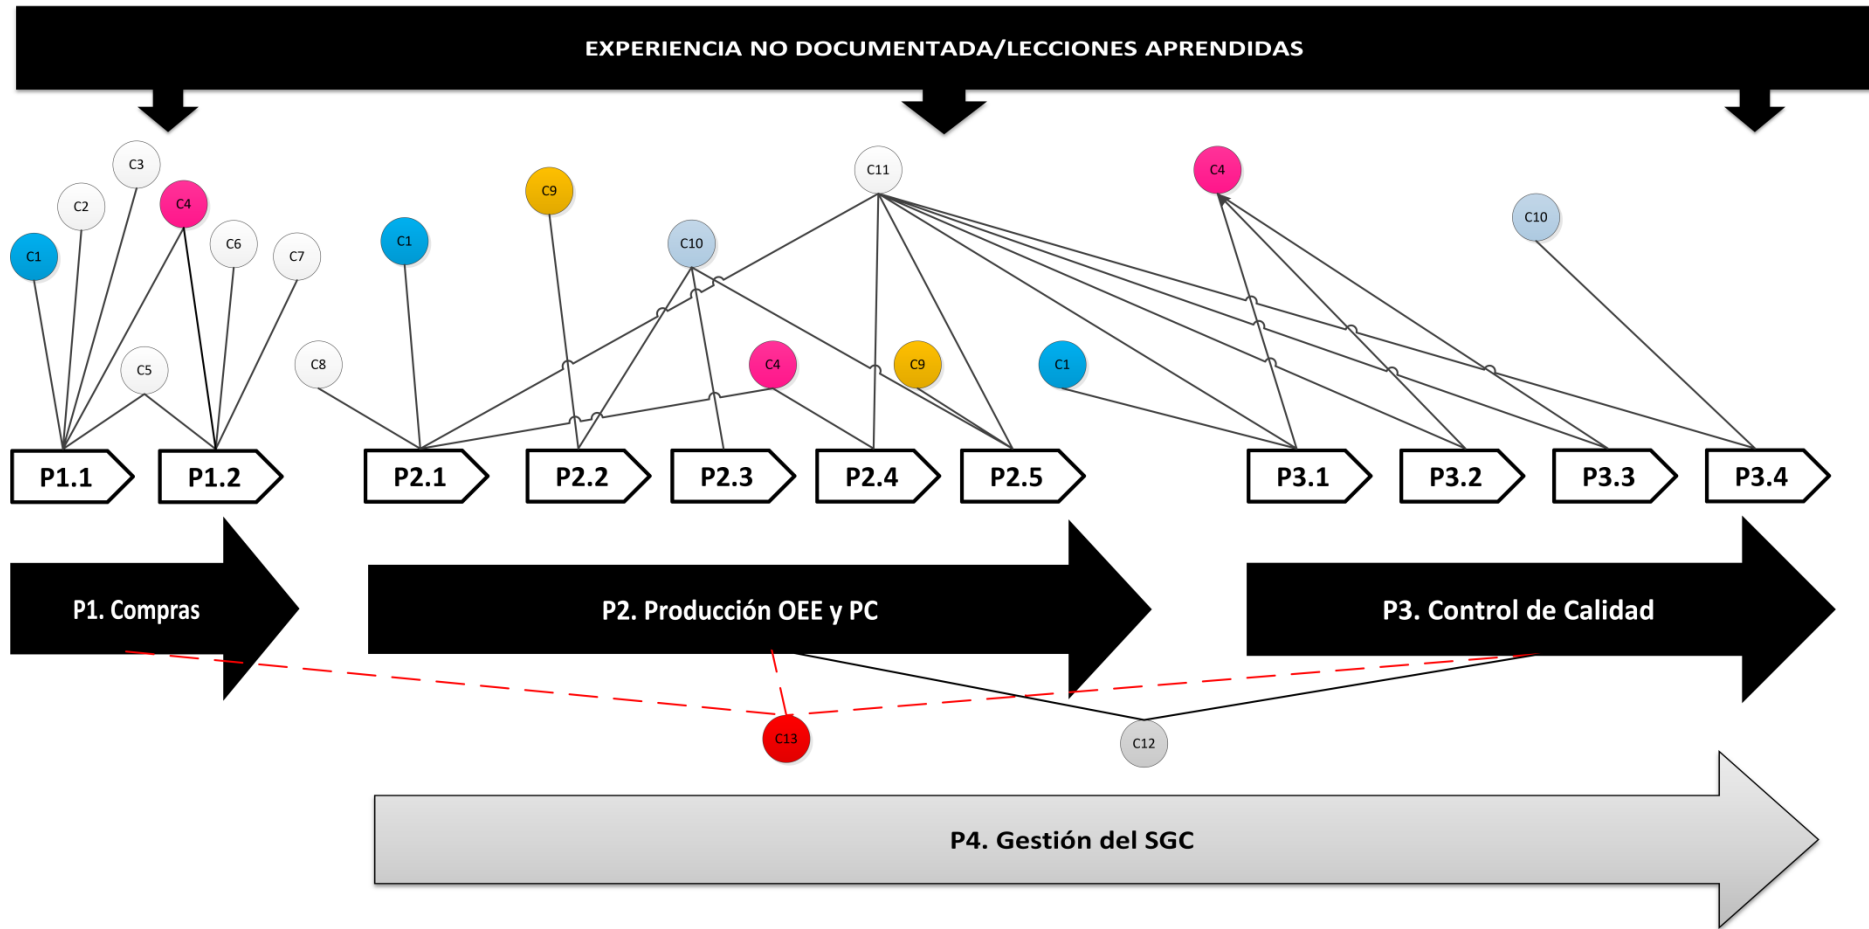 EXPERIENCIA NO DOCUMENTADA/LECCIONES APRENDIDAS
C3
C4
C2
C6
C7
C1
C5
C8
C1
C9
C10
C11
C4
C9
C4
C1
C10
P1.1
P1.2
P2.1
P2.2
P2.3
P2.4
P2.5
P3.1
P3.2
P3.3
P3.4
P1. Compras
P2. Producción OEE y PC
P3. Control de Calidad
C13
C12
P4. Gestión del SGC